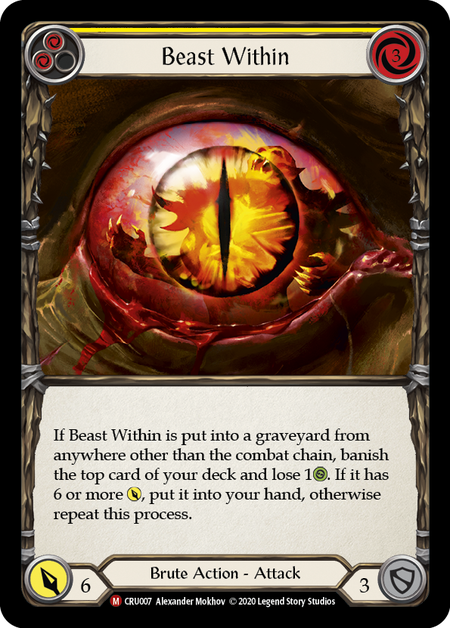 Beast Within
3
If Beast Within is put into a graveyard from
anywhere other than the combat chain, banish
the top card of your deck and lose 1. If it has
6 or more , put it into your hand, otherwise
repeat this process.
6
Brute Action - Attack
3
M CRU007 Alexander Mokhov © 2020 Legend Story Studios